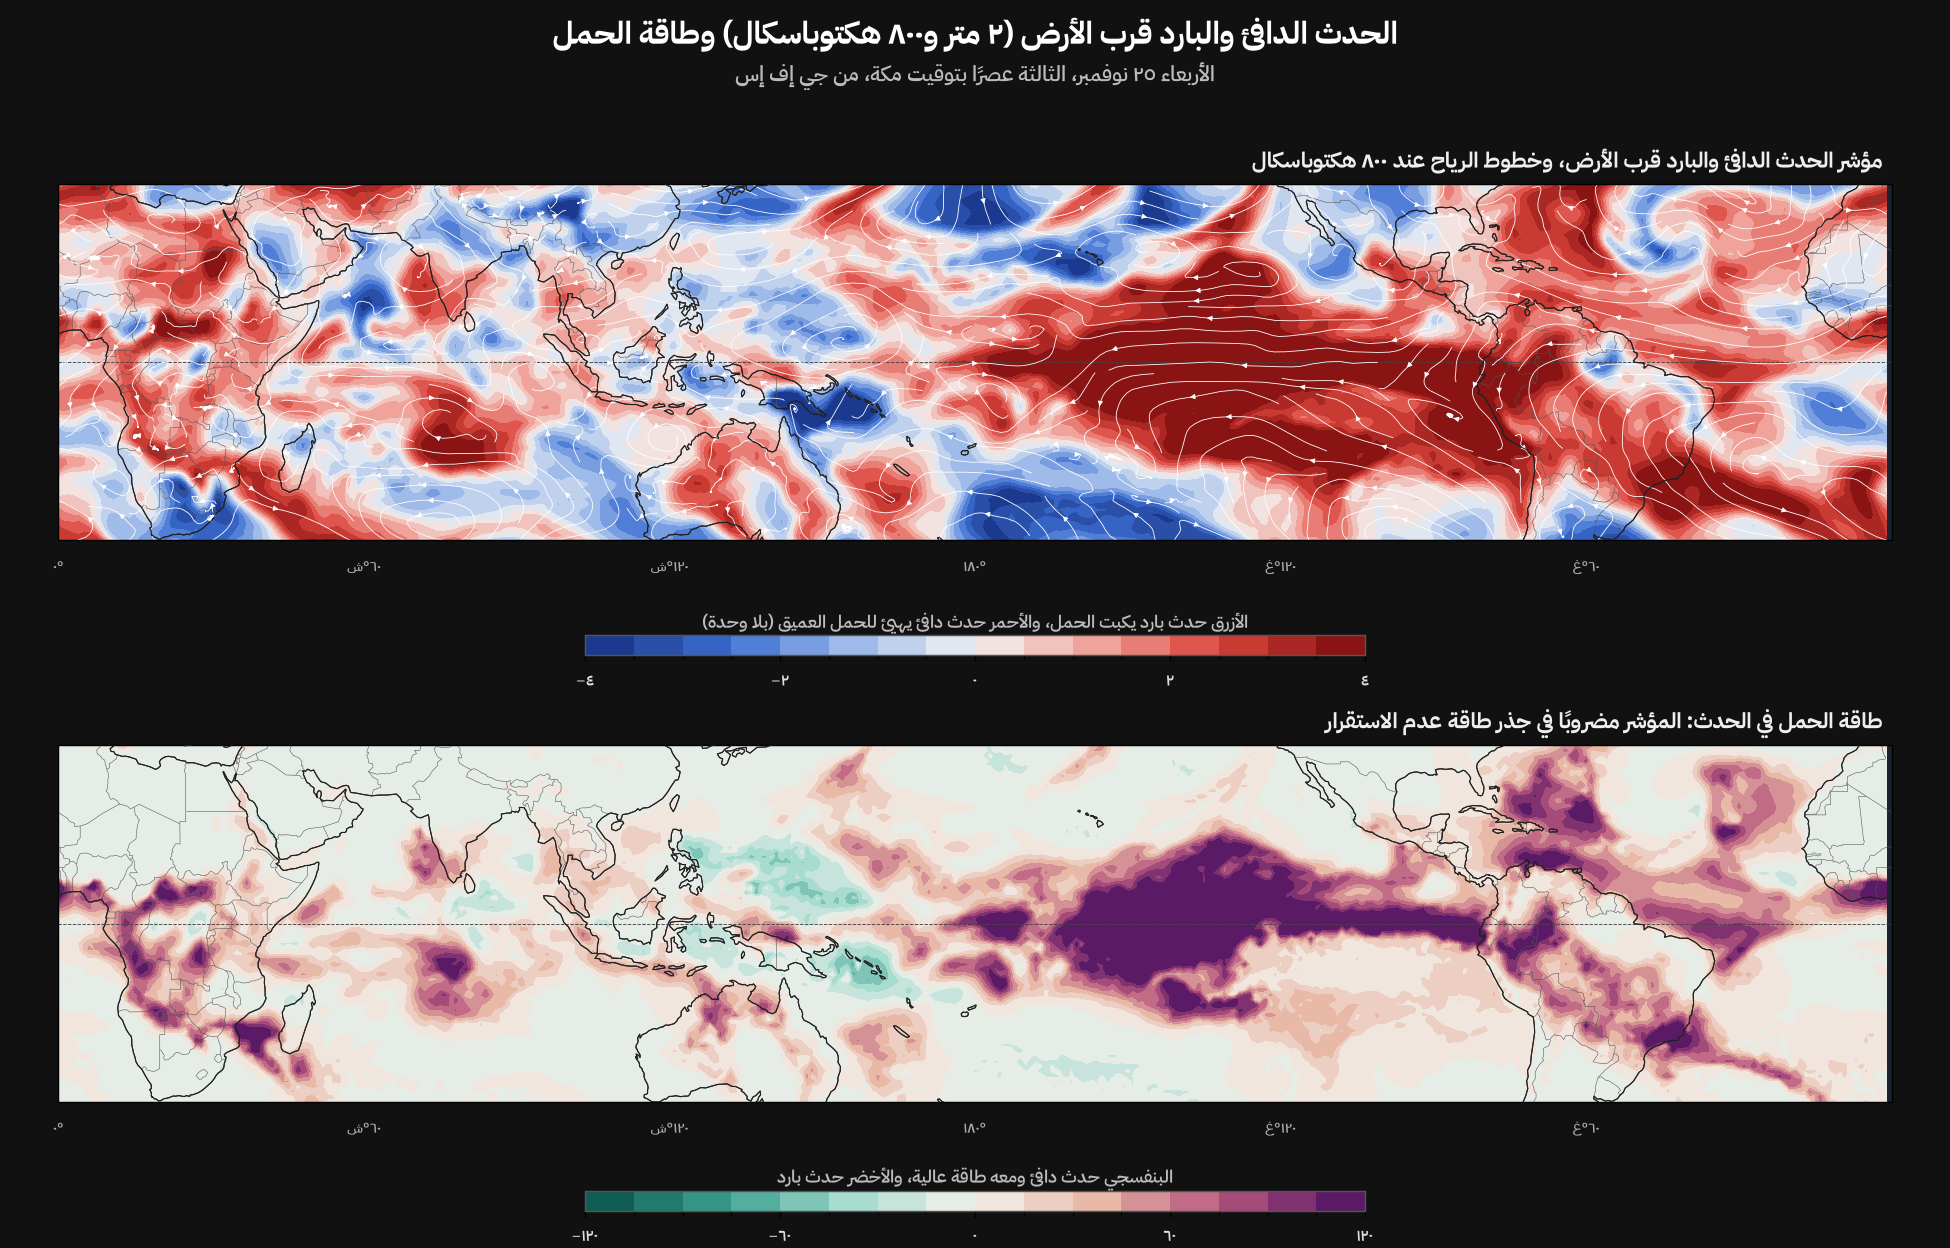 الحدث الدافئ والبارد قرب الأرض (٢ متر و٨٠٠ هكتوباسكال) وطاقة الحمل
الأربعاء ٢٥ نوفمبر، الثالثة عصرًا بتوقيت مكة، من جي إف إس
مؤشر الحدث الدافئ والبارد قرب الأرض، وخطوط الرياح عند ٨٠٠ هكتوباسكال
٠° ٦٠°ش ١٢٠°ش ١٨٠° ١٢٠°غ ٦٠°غ
الأزرق حدث بارد يكبت الحمل، والأحمر حدث دافئ يهيئ للحمل العميق (بلا وحدة)
−٤ −٢ ٠ ٢ ٤
طاقة الحمل في الحدث: المؤشر مضروبًا في جذر طاقة عدم الاستقرار
٠° ٦٠°ش ١٢٠°ش ١٨٠° ١٢٠°غ ٦٠°غ
البنفسجي حدث دافئ ومعه طاقة عالية، والأخضر حدث بارد
−١٢٠ −٦٠ ٠ ٦٠ ١٢٠